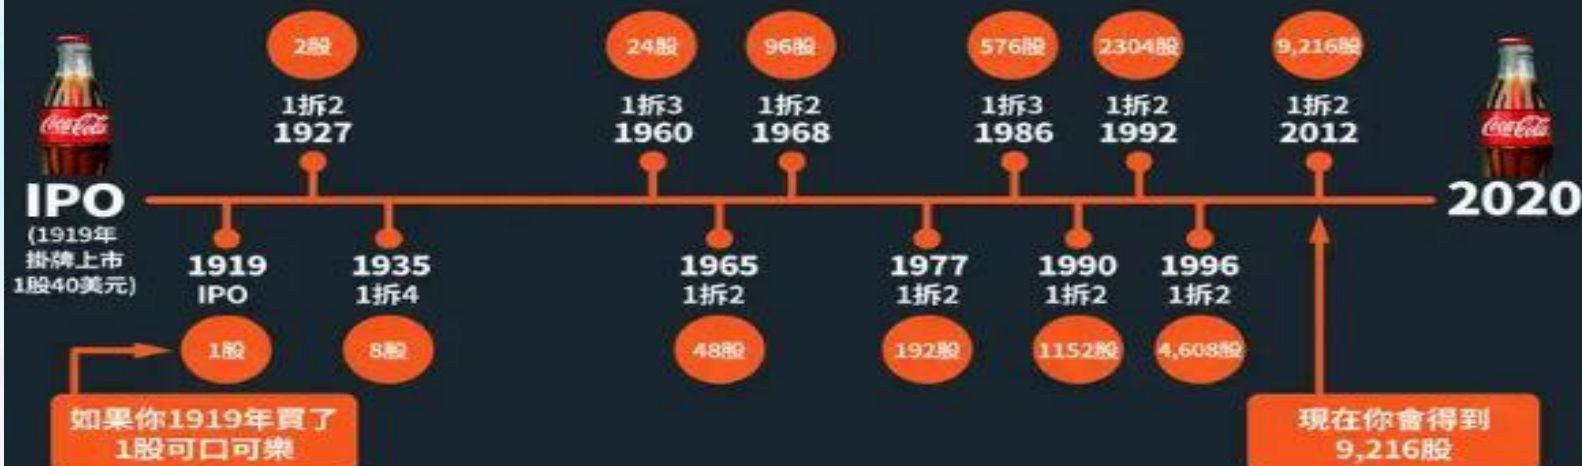 2股
24股
96股
576股
2304股
9,216股
1拆2
1927
1拆3
1960
1拆2
1968
1拆3
1986
1拆2
1992
1拆2
2012
Coca-Cola
Coca-Cola
IPO
(1919年
掛牌上市
1股40美元)
2020
1919
IPO
1935
1拆4
1965
1拆2
1977
1拆2
1990
1拆2
1996
1拆2
1股
8股
48股
192股
1152股
4,608股
如果你1919年買了
1股可口可樂
現在你會得到
9,216股